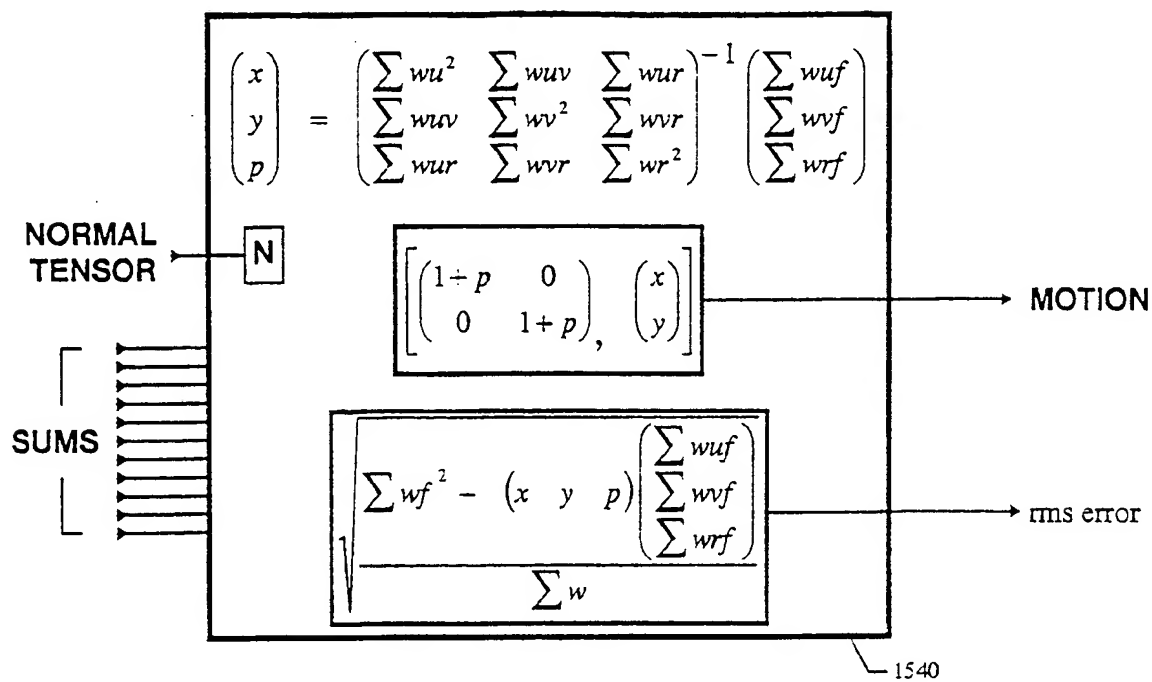 (x y p) = (∑wu² ∑wuv ∑wur
∑wuv ∑wv² ∑wvr
∑wur ∑wvr ∑wr²)⁻¹ (∑wuf ∑wvf ∑wrf)
NORMAL
TENSOR
N
[(1+p 0
0 1+p), (x y)]
MOTION
SUMS
√ ∑wf² - (x y p) (∑wuf ∑wvf ∑wrf)
∑w
rms error
1540